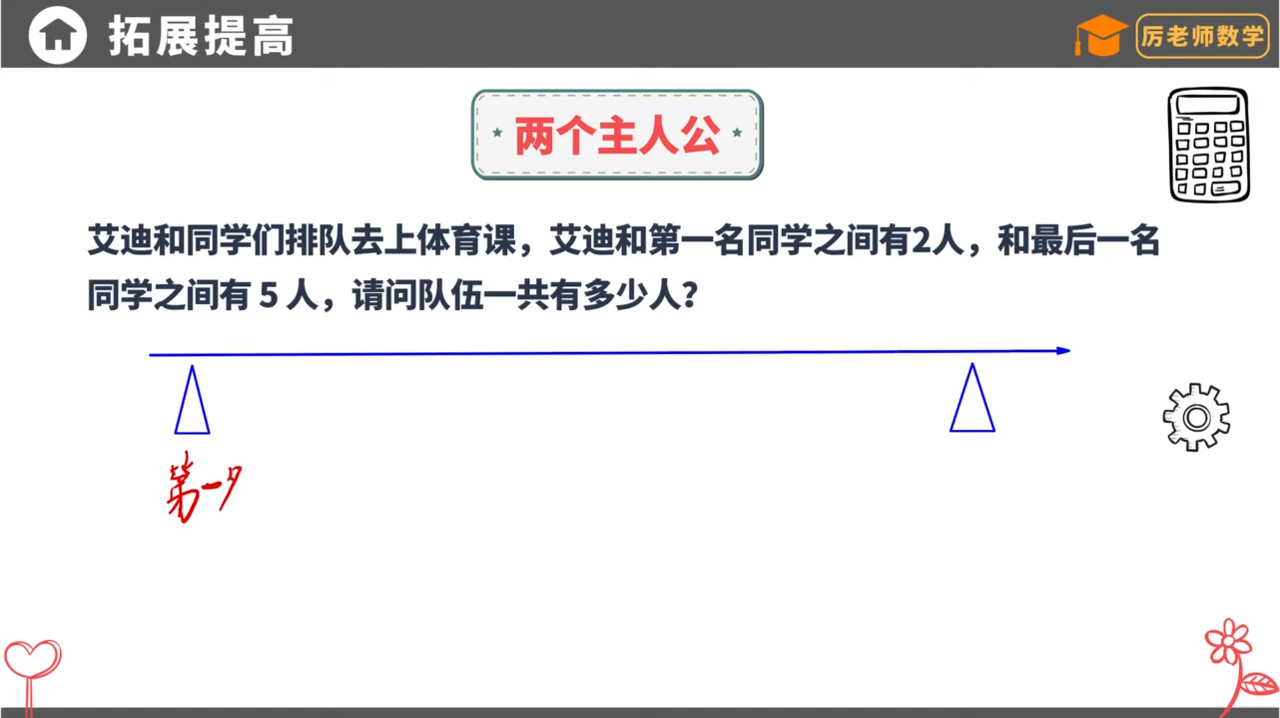 拓展提高
厉老师数学
两个主人公
艾迪和同学们排队去上体育课，艾迪和第一名同学之间有2人，和最后一名
同学之间有 5 人，请问队伍一共有多少人？
第一